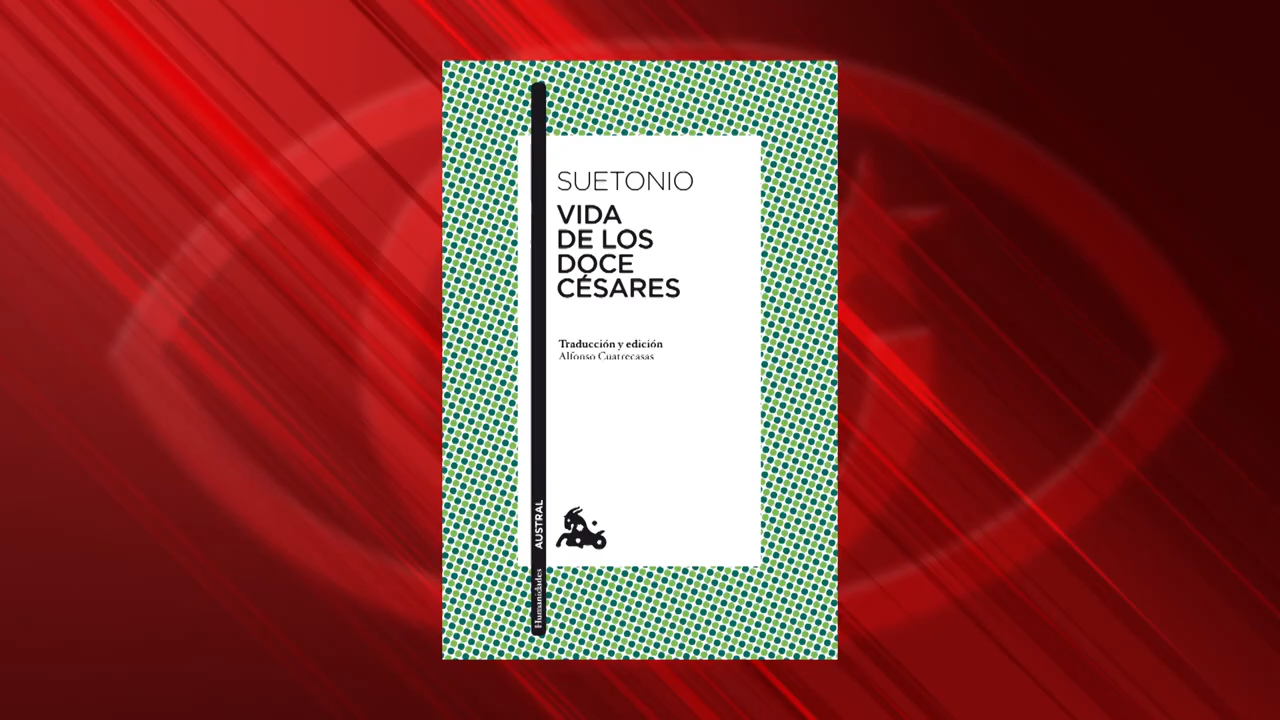 SUETONIO
VIDA
DE LOS
DOCE
CÉSARES
Traducción y edición
Alfonso Cuatrecasas
AUSTRAL
Humanidades